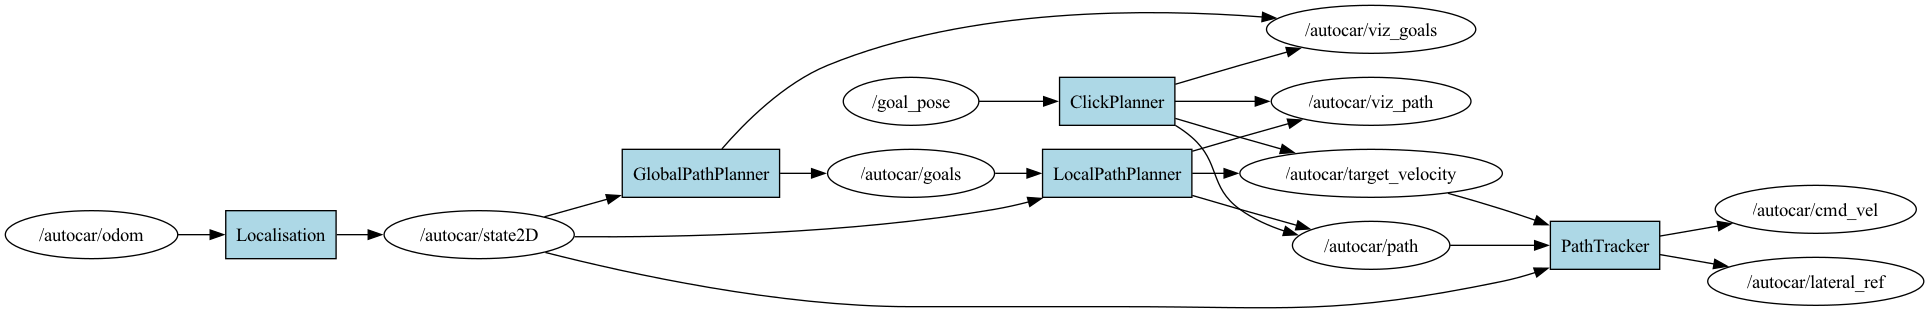 /autocar/viz_goals
/goal_pose
ClickPlanner
/autocar/viz_path
GlobalPathPlanner
/autocar/goals
LocalPathPlanner
/autocar/target_velocity
/autocar/odom
Localisation
/autocar/state2D
/autocar/path
PathTracker
/autocar/cmd_vel
/autocar/lateral_ref